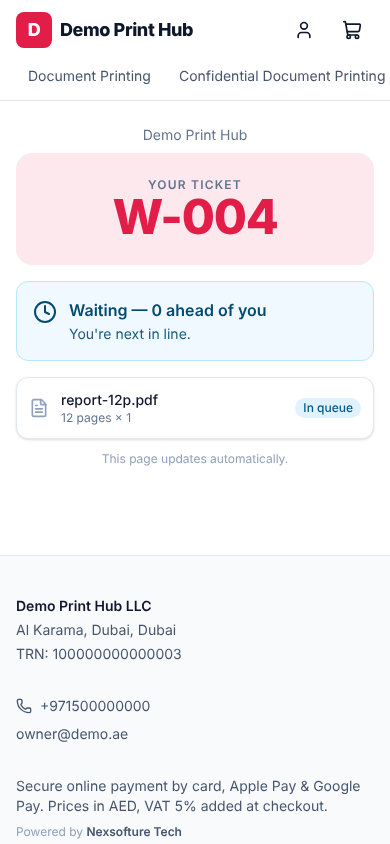 D Demo Print Hub
Document Printing Confidential Document Printing
Demo Print Hub
YOUR TICKET
W-004
Waiting — 0 ahead of you
You're next in line.
report-12p.pdf
12 pages × 1
In queue
This page updates automatically.
Demo Print Hub LLC
Al Karama, Dubai, Dubai
TRN: 100000000000003
+971500000000
owner@demo.ae
Secure online payment by card, Apple Pay & Google
Pay. Prices in AED, VAT 5% added at checkout.
Powered by Nexsofture Tech